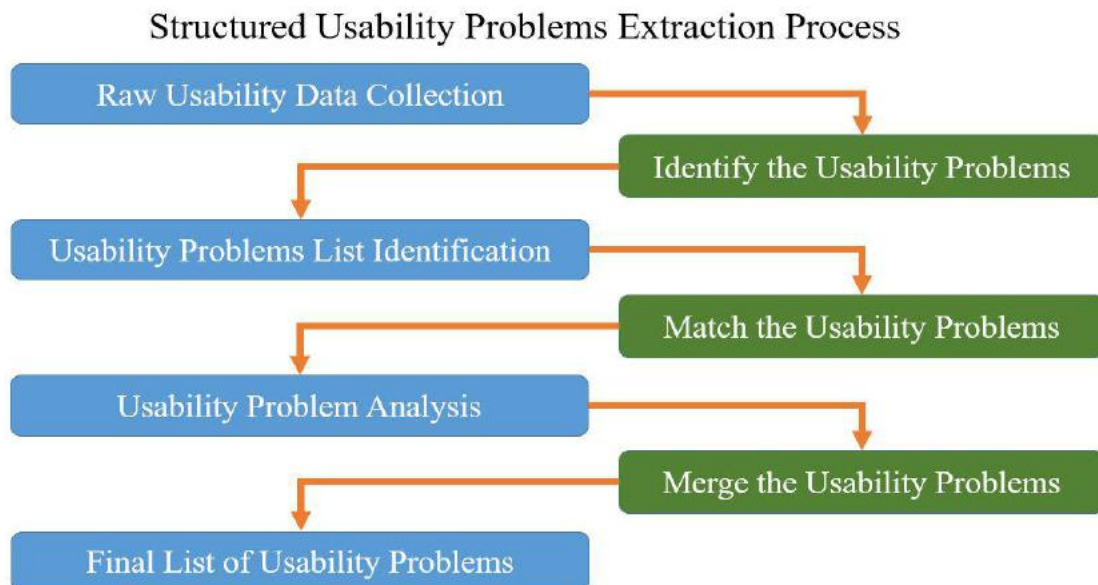 Structured Usability Problems Extraction Process
Raw Usability Data Collection
Identify the Usability Problems
Usability Problems List Identification
Match the Usability Problems
Usability Problem Analysis
Merge the Usability Problems
Final List of Usability Problems